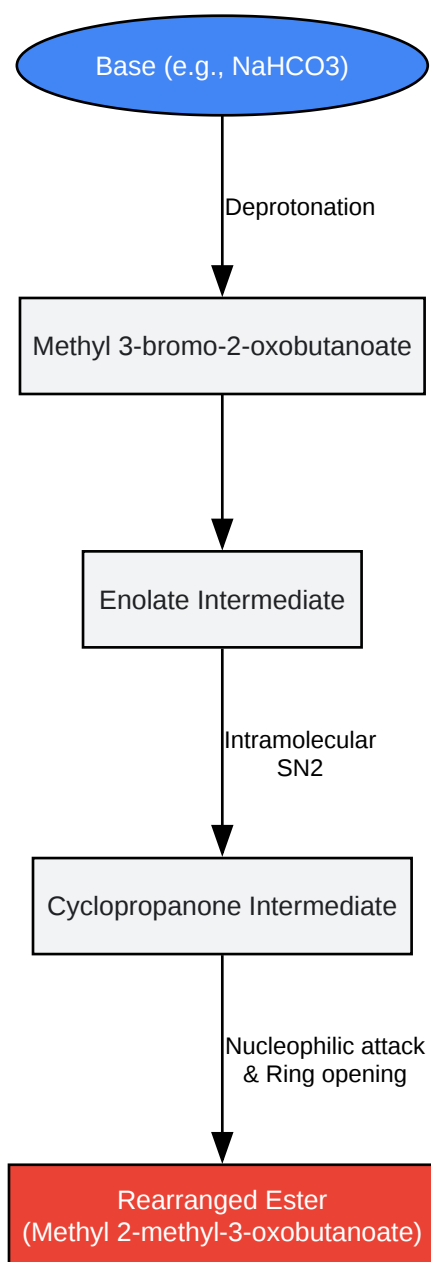 Base (e.g., NaHCO3)
Deprotonation
Methyl 3-bromo-2-oxobutanoate
Enolate Intermediate
Intramolecular
SN2
Cyclopropanone Intermediate
Nucleophilic attack
& Ring opening
Rearranged Ester
(Methyl 2-methyl-3-oxobutanoate)